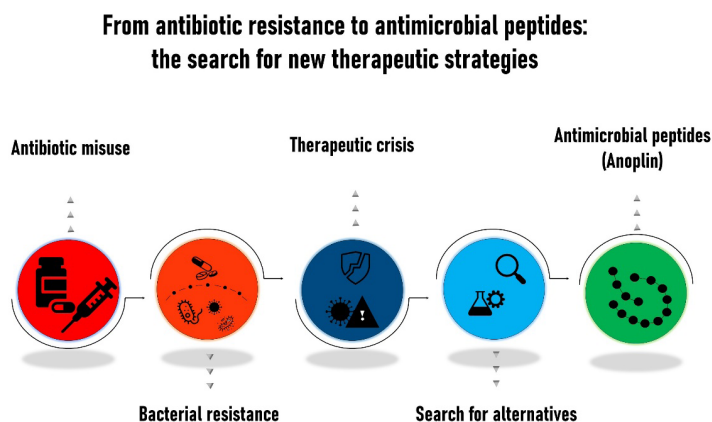 From antibiotic resistance to antimicrobial peptides:
the search for new therapeutic strategies
Antibiotic misuse
Bacterial resistance
Therapeutic crisis
Search for alternatives
Antimicrobial peptides
(Anoplin)